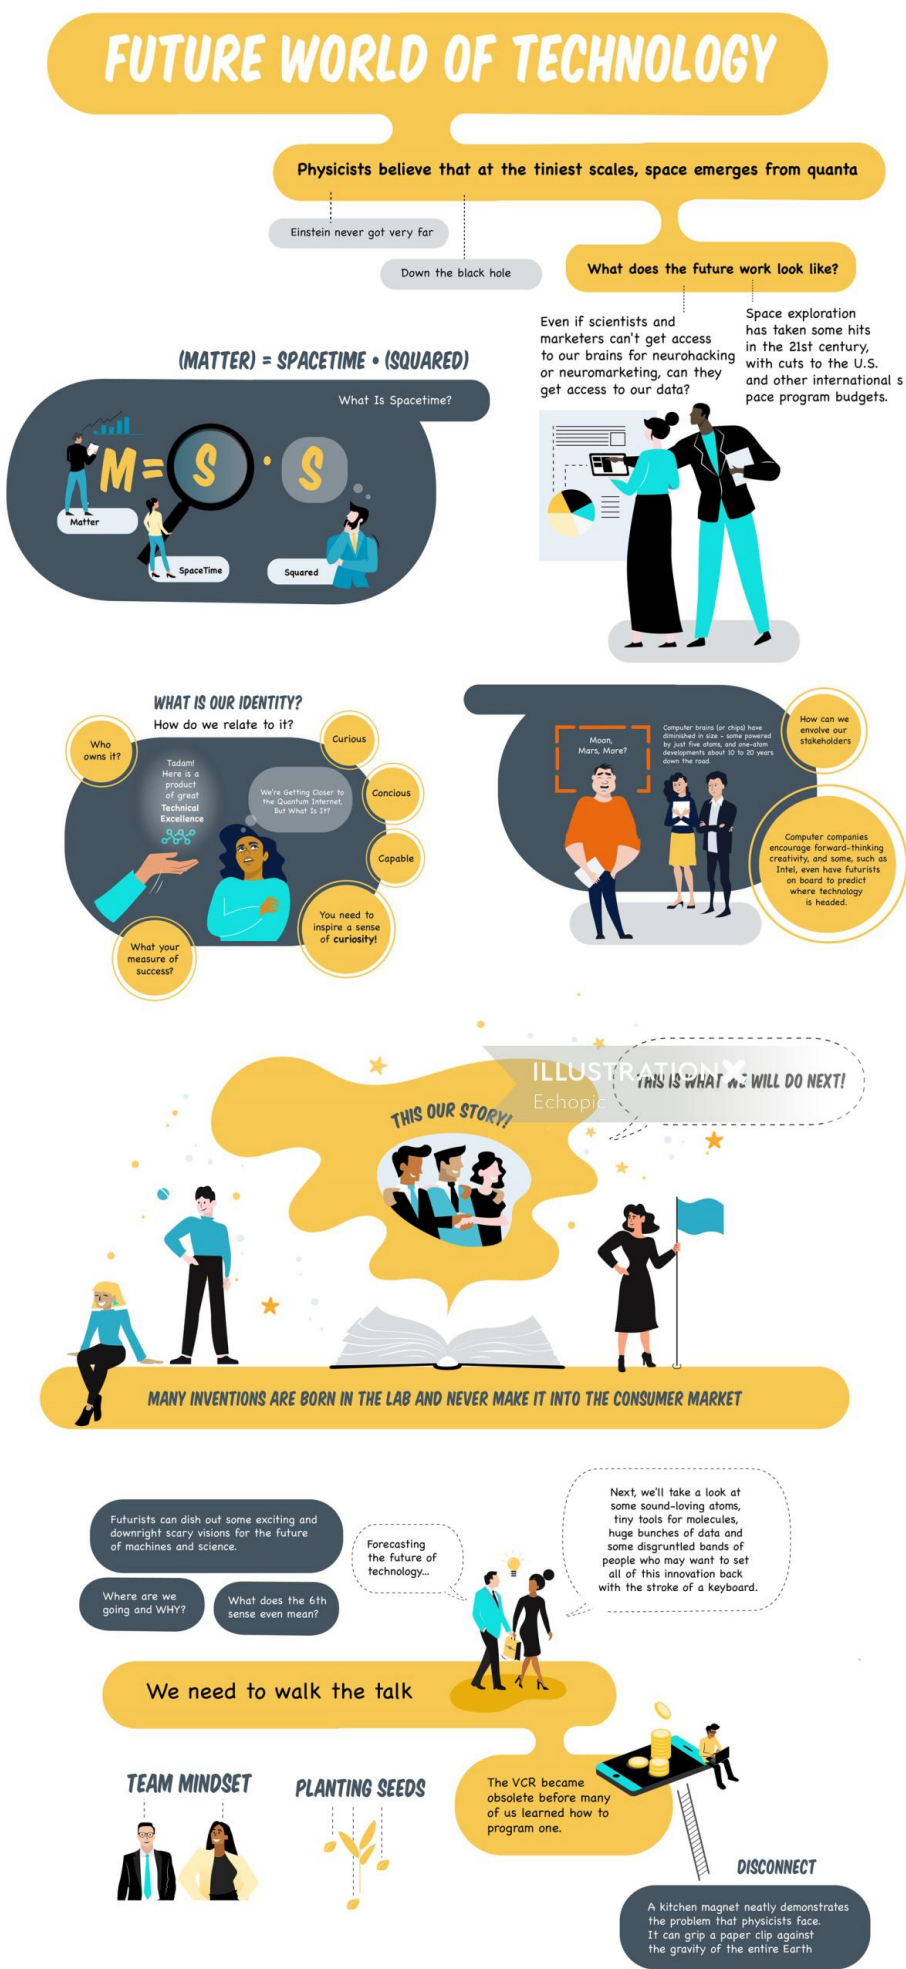 FUTURE WORLD OF TECHNOLOGY
Physicists believe that at the tiniest scales, space emerges from quanta
Einstein never got very far
Down the black hole
What does the future work look like?
Even if scientists and
marketers can't get access
to our brains for neurohacking
or neuromarketing, can they
get access to our data?
Space exploration
has taken some hits
in the 21st century,
with cuts to the U.S.
and other international s
pace program budgets.
(MATTER) = SPACETIME • (SQUARED)
What Is Spacetime?
M = S · S
Matter
SpaceTime
Squared
WHAT IS OUR IDENTITY?
How do we relate to it?
Who
owns it?
Tadam!
Here is a
product
of great
Technical
Excellence
We're Getting Closer to
the Quantum Internet,
But What Is It?
Curious
Concious
Capable
You need to
inspire a sense
of curiosity!
What your
measure of
success?
Moon,
Mars, More?
Computer brains (or chips) have
diminished in size - some powered
by just five atoms, and one-atom
developments about 10 to 20 years
down the road.
How can we
envolve our
stakeholders
Computer companies
encourage forward-thinking
creativity, and some, such as
Intel, even have futurists
on board to predict
where technology
is headed.
ILLUSTRATIONX
Echopic
THIS IS WHAT WE WILL DO NEXT!
THIS OUR STORY!
MANY INVENTIONS ARE BORN IN THE LAB AND NEVER MAKE IT INTO THE CONSUMER MARKET
Futurists can dish out some exciting and
downright scary visions for the future
of machines and science.
Where are we
going and WHY?
What does the 6th
sense even mean?
Forecasting
the future of
technology...
Next, we'll take a look at
some sound-loving atoms,
tiny tools for molecules,
huge bunches of data and
some disgruntled bands of
people who may want to set
all of this innovation back
with the stroke of a keyboard.
We need to walk the talk
TEAM MINDSET
PLANTING SEEDS
The VCR became
obsolete before many
of us learned how to
program one.
DISCONNECT
A kitchen magnet neatly demonstrates
the problem that physicists face.
It can grip a paper clip against
the gravity of the entire Earth